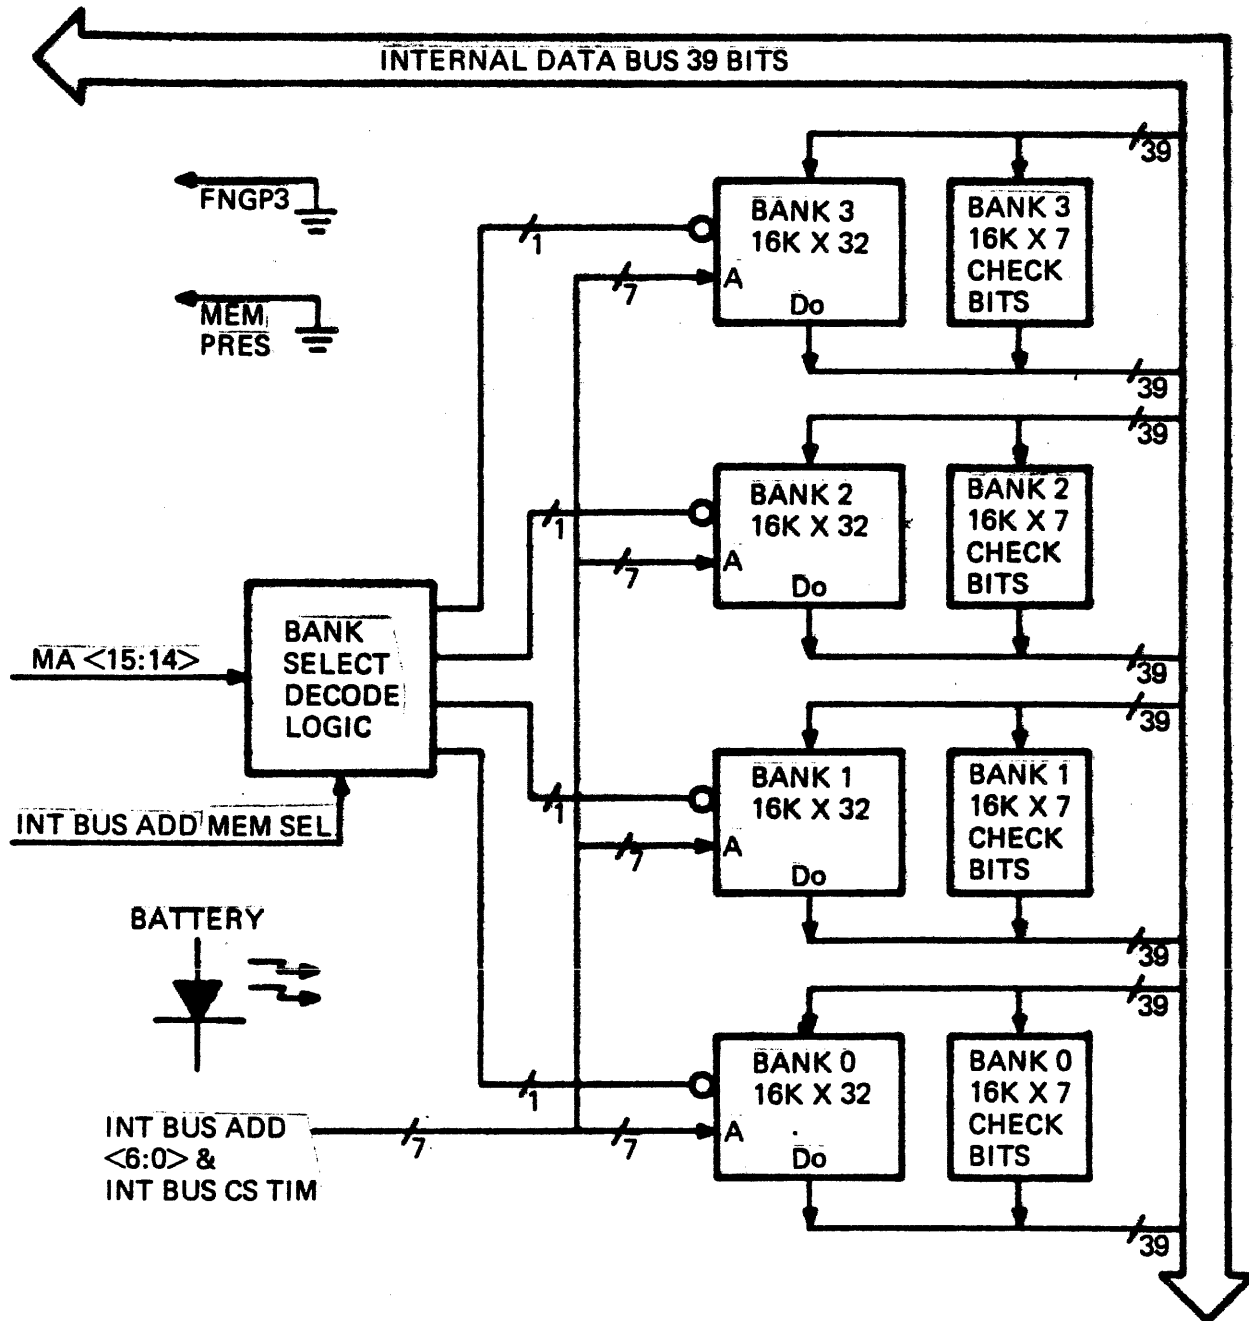 INTERNAL DATA BUS 39 BITS
39
FNGP3
BANK 3
16K X 32
A
Do
BANK 3
16K X 7
CHECK
BITS
1
7
MEM
PRES
39
39
BANK 2
16K X 32
A
Do
BANK 2
16K X 7
CHECK
BITS
1
7
BANK
SELECT
DECODE
LOGIC
MA <15:14>
39
39
BANK 1
16K X 32
A
Do
BANK 1
16K X 7
CHECK
BITS
1
7
INT BUS ADD MEM SEL
BATTERY
39
39
BANK 0
16K X 32
A
Do
BANK 0
16K X 7
CHECK
BITS
1
INT BUS ADD
<6:0> &
INT BUS CS TIM
7
7
39